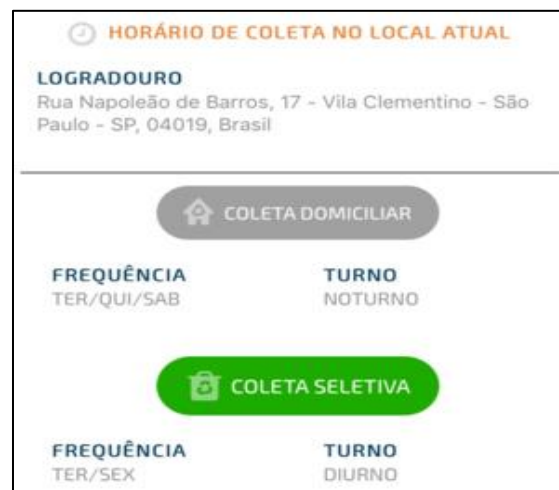 HORÁRIO DE COLETA NO LOCAL ATUAL
LOGRADOURO
Rua Napoleão de Barros, 17 - Vila Clementino - São
Paulo - SP, 04019, Brasil
COLETA DOMICILIAR
FREQUÊNCIA TURNO
TER/QUI/SAB NOTURNO
COLETA SELETIVA
FREQUÊNCIA TURNO
TER/SEX DIURNO